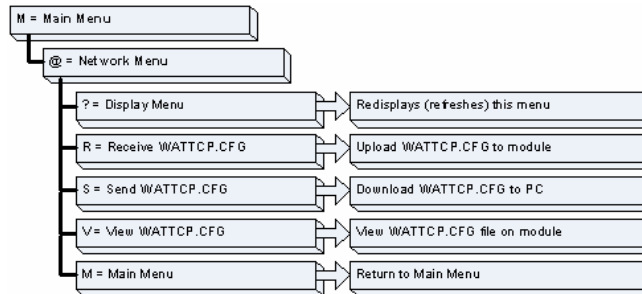 M = Main Menu
@ = Network Menu
? = Display Menu
Redisplays (refreshes) this menu
R = Receive WATTCP.CFG
Upload WATTCP.CFG to module
S = Send WATTCP.CFG
Download WATTCP.CFG to PC
V= View WATTCP.CFG
View WATTCP.CFG file on module
M = Main Menu
Return to Main Menu